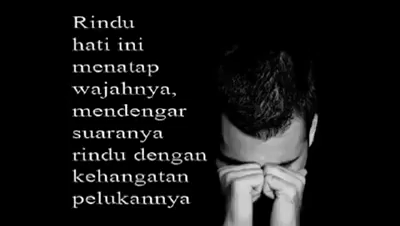 Rindu
hati ini
menatap
wajahnya,
mendengar
suaranya
rindu dengan
kehangatan
pelukannya